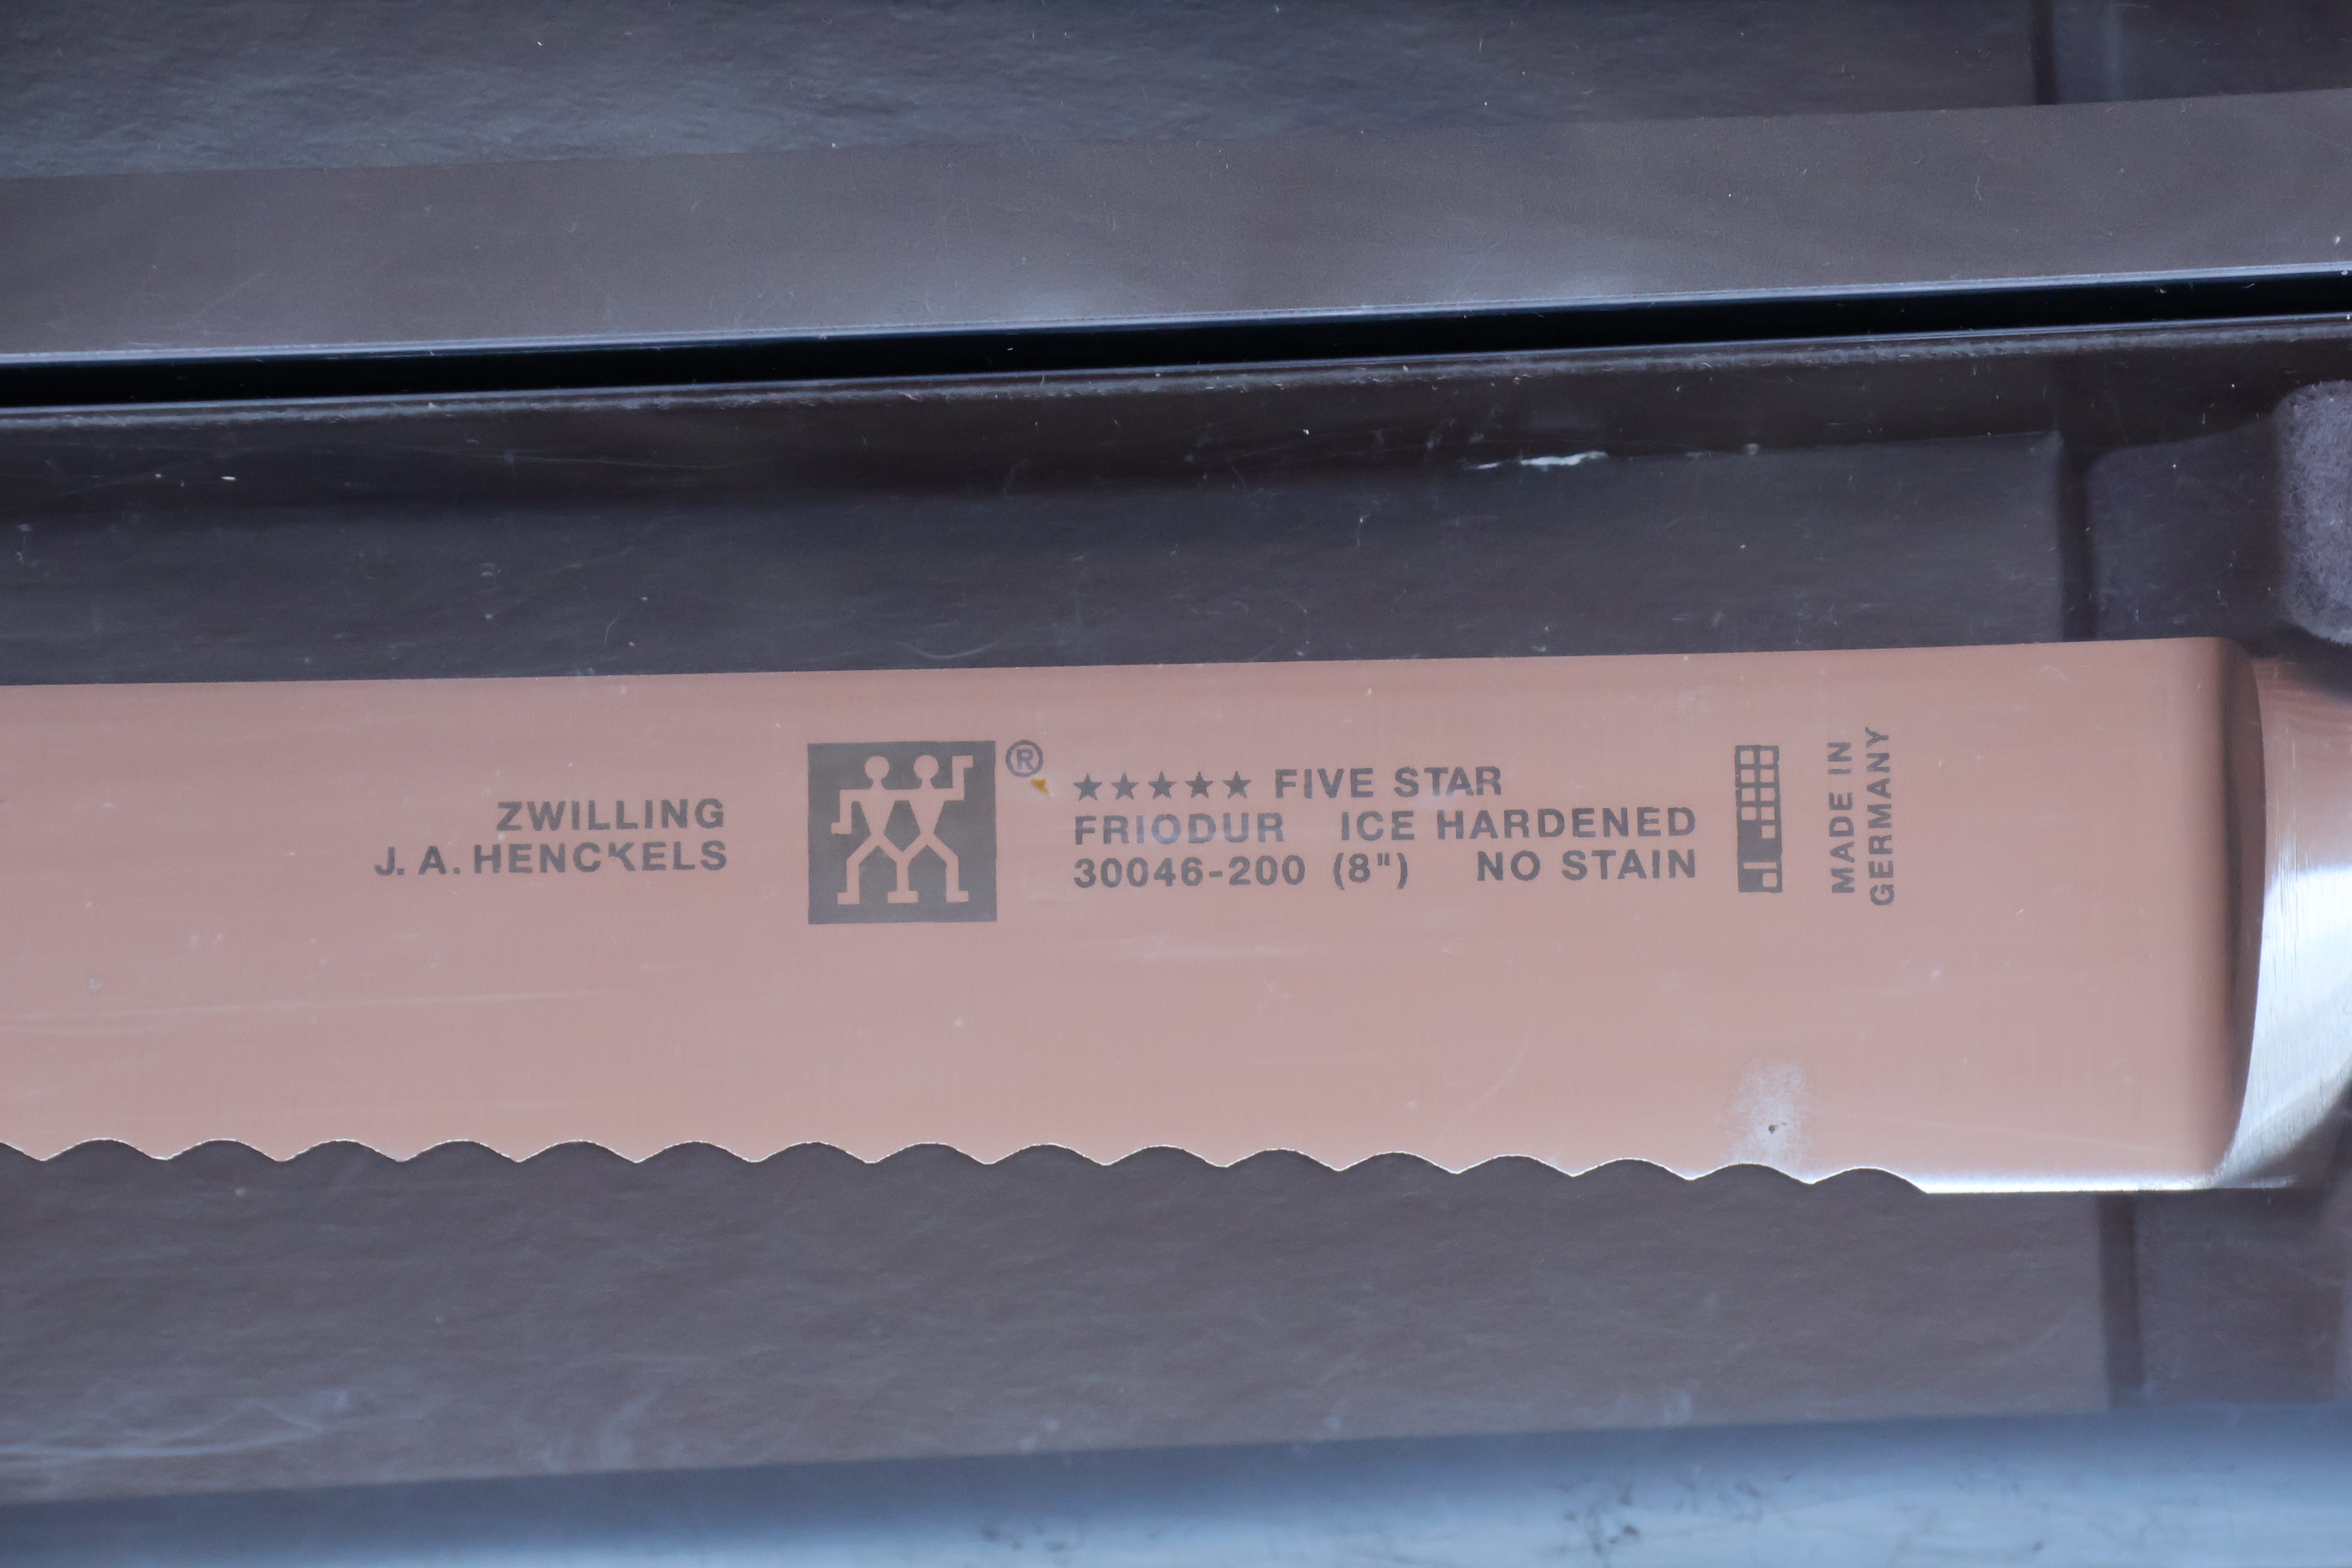 ZWILLING
J. A. HENCKELS
®
★★★★★ FIVE STAR
FRIODUR ICE HARDENED
30046-200 (8") NO STAIN
MADE IN
GERMANY